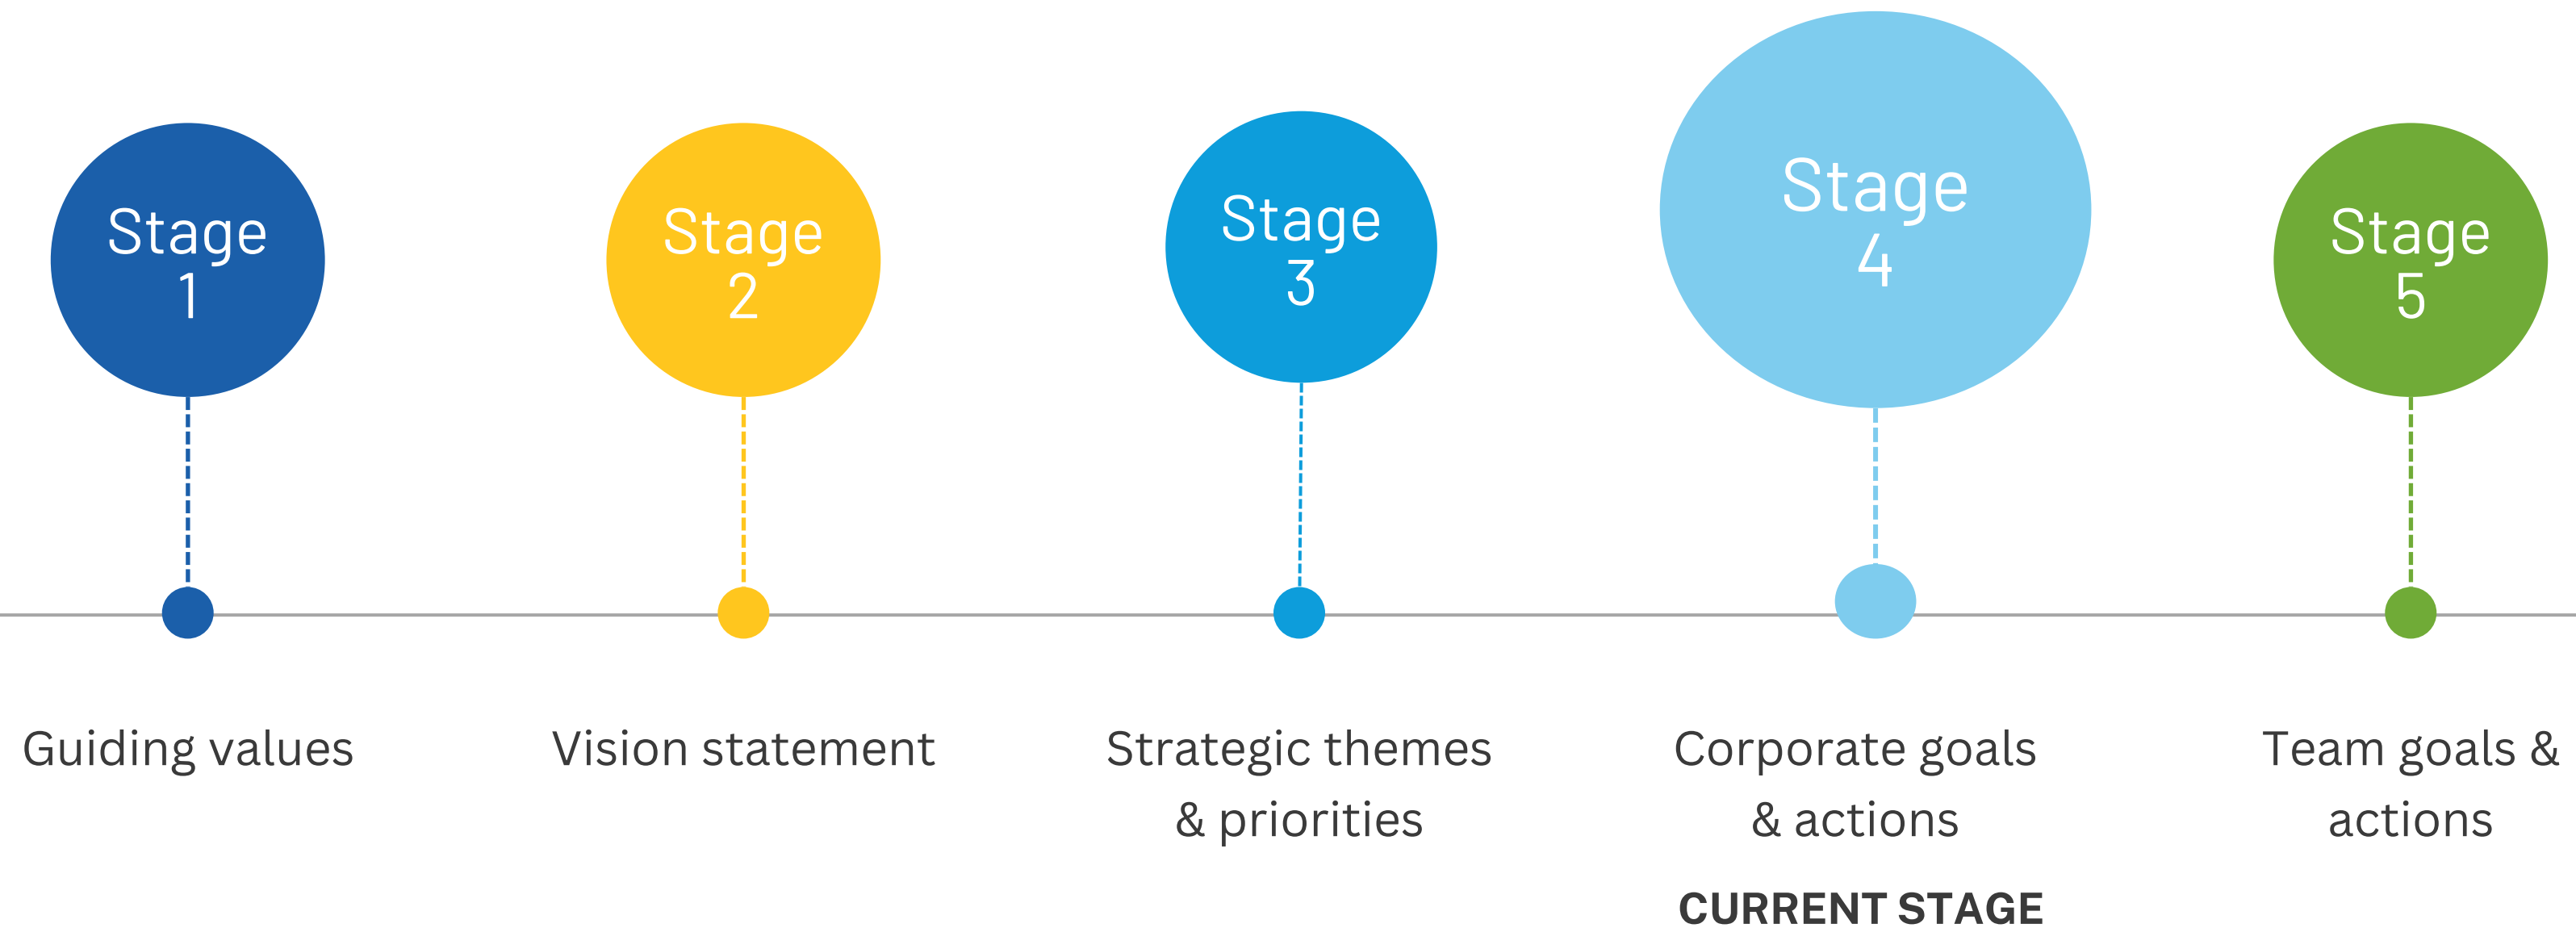 Stage
1
Stage
2
Stage
3
Stage
4
Stage
5
Guiding values
Vision statement
Strategic themes
& priorities
Corporate goals
& actions
CURRENT STAGE
Team goals &
actions